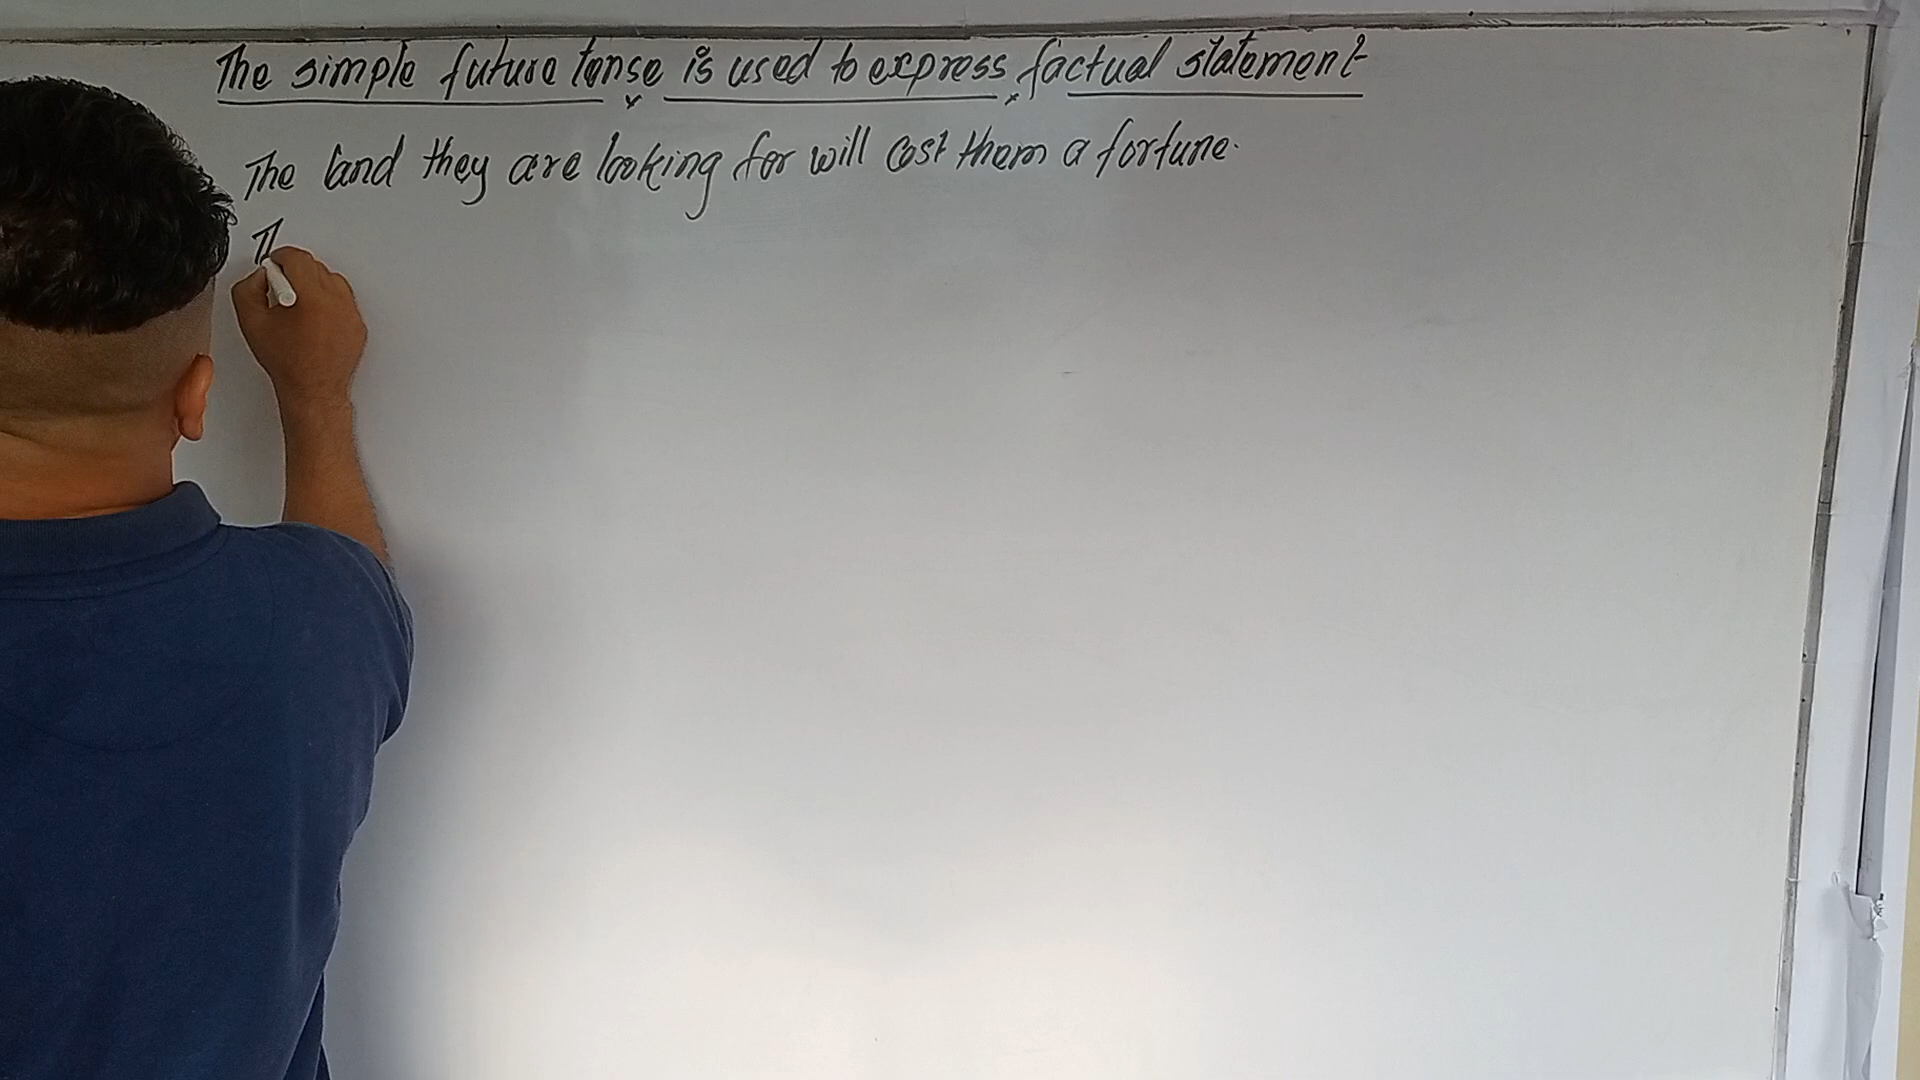 The simple future tense is used to express factual statement
The land they are looking for will cost them a fortune.
Th